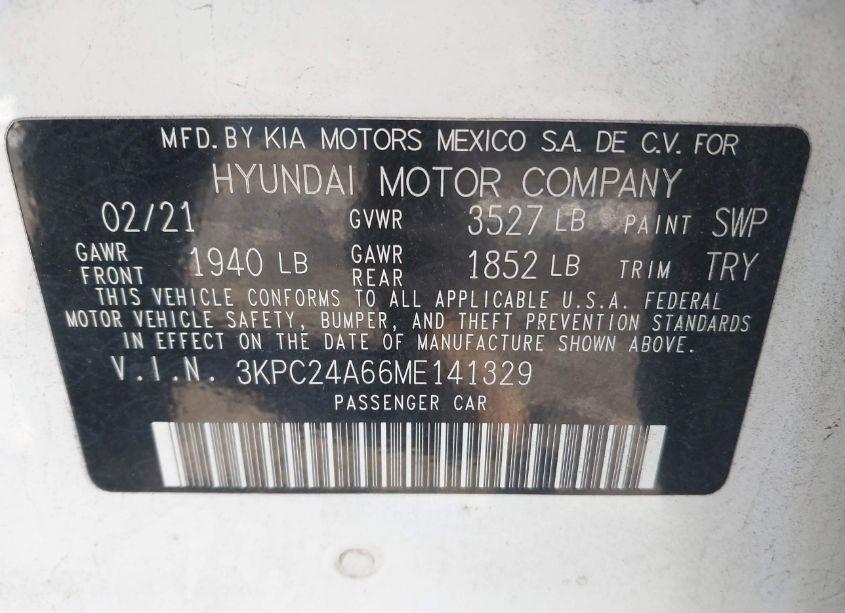 MFD. BY KIA MOTORS MEXICO S.A. DE C.V. FOR
HYUNDAI MOTOR COMPANY
02/21 GVWR 3527 LB PAINT SWP
GAWR FRONT 1940 LB GAWR REAR 1852 LB TRIM TRY
THIS VEHICLE CONFORMS TO ALL APPLICABLE U.S.A. FEDERAL
MOTOR VEHICLE SAFETY, BUMPER, AND THEFT PREVENTION STANDARDS
IN EFFECT ON THE DATE OF MANUFACTURE SHOWN ABOVE.
V.I.N. 3KPC24A66ME141329
PASSENGER CAR